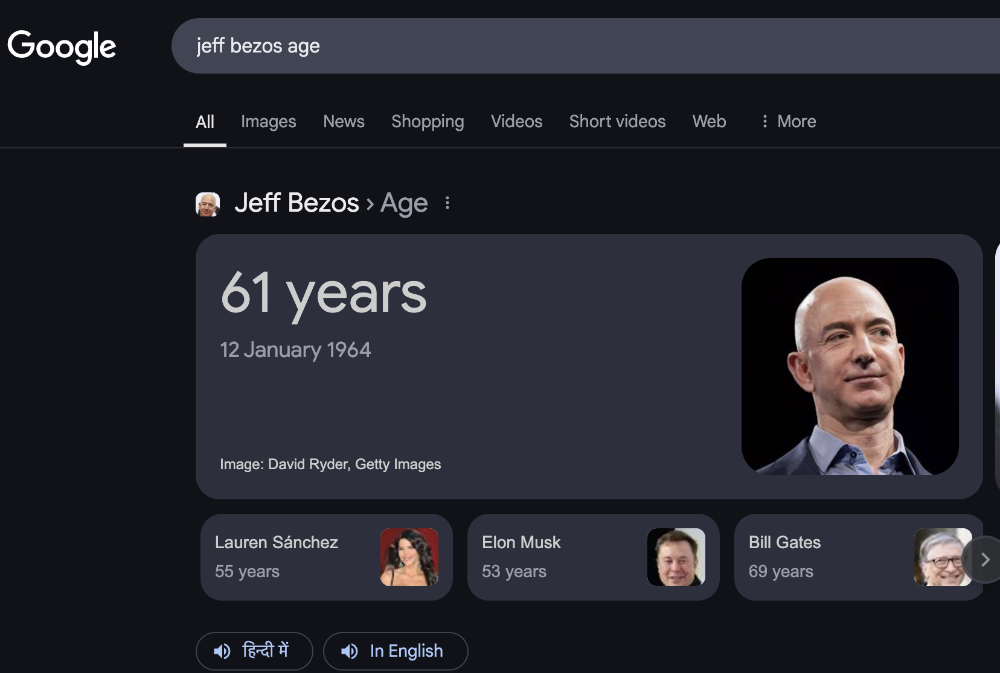 Google
jeff bezos age
All Images News Shopping Videos Short videos Web More
Jeff Bezos › Age
61 years
12 January 1964
Image: David Ryder, Getty Images
Lauren Sánchez
55 years
Elon Musk
53 years
Bill Gates
69 years
हिन्दी में In English